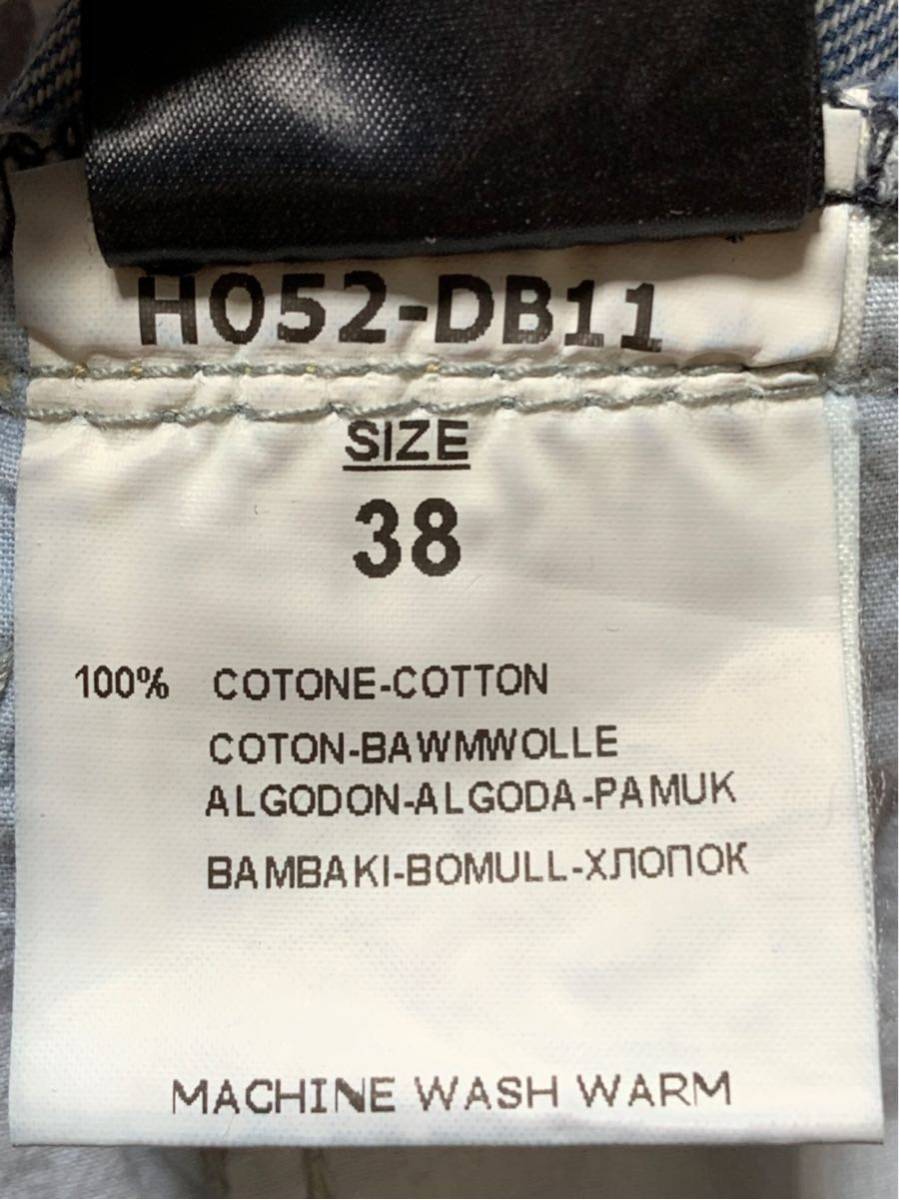 H052-DB11
SIZE
38
100% COTONE-COTTON
COTON-BAWMWOLLE
ALGODON-ALGODA-PAMUK
BAMBAKI-BOMULL-ХЛОПОК
MACHINE WASH WARM